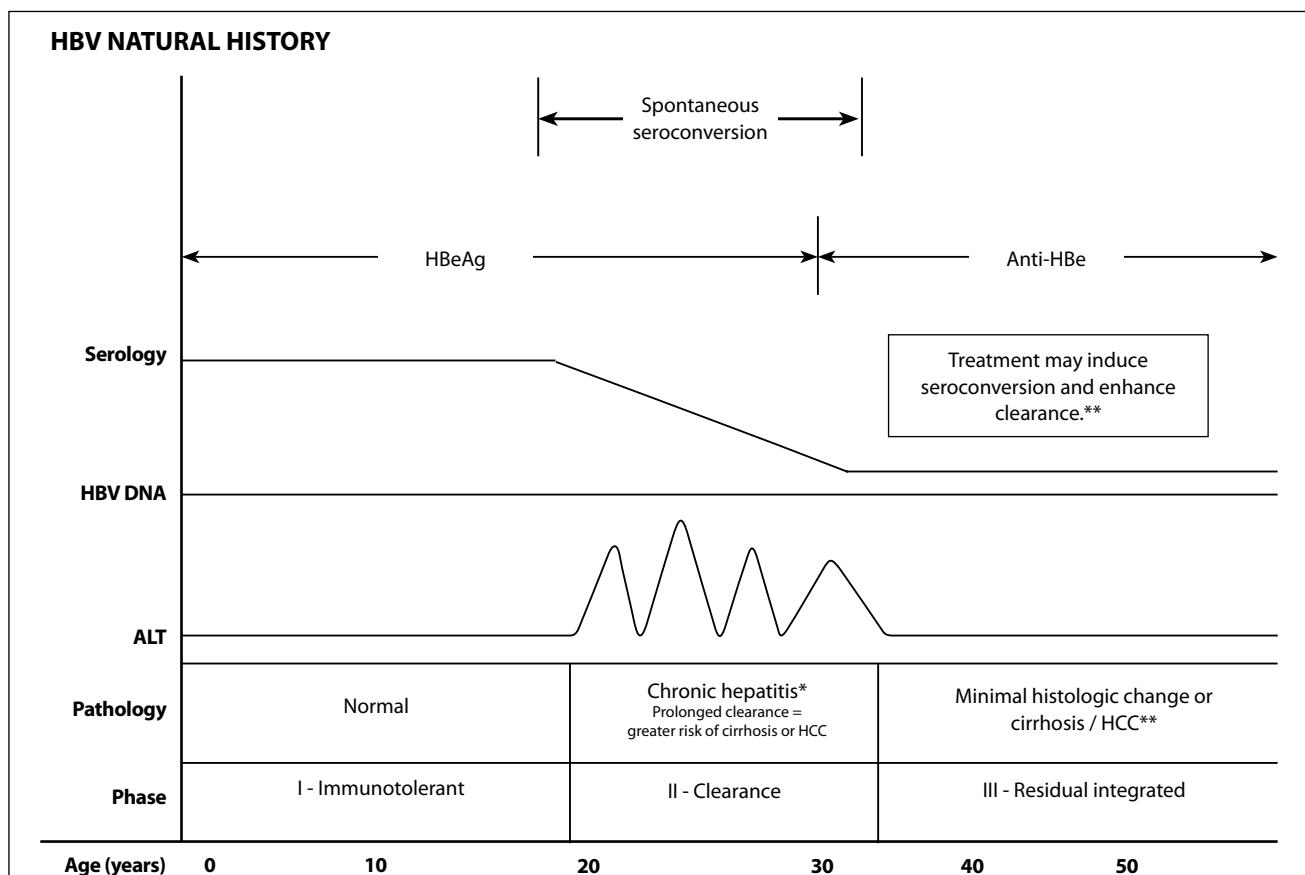 HBV NATURAL HISTORY
Spontaneous
seroconversion
HBeAg
Anti-HBe
Serology
Treatment may induce
seroconversion and enhance
clearance.**
HBV DNA
ALT
Pathology
Normal
Chronic hepatitis*
Prolonged clearance =
greater risk of cirrhosis or HCC
Minimal histologic change or
cirrhosis / HCC**
Phase
I - Immunotolerant
II - Clearance
III - Residual integrated
Age (years) 0 10 20 30 40 50